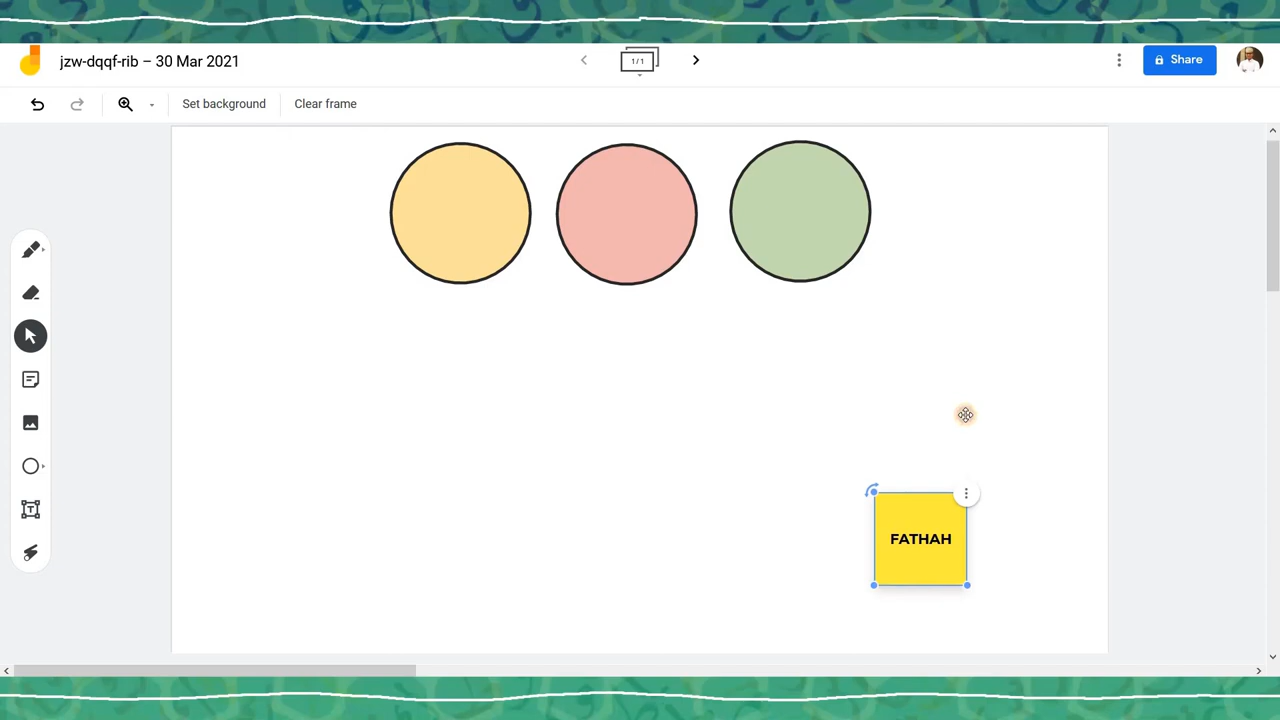 jzw-dqqf-rib – 30 Mar 2021
1/1
Share
Set background
Clear frame
FATHAH